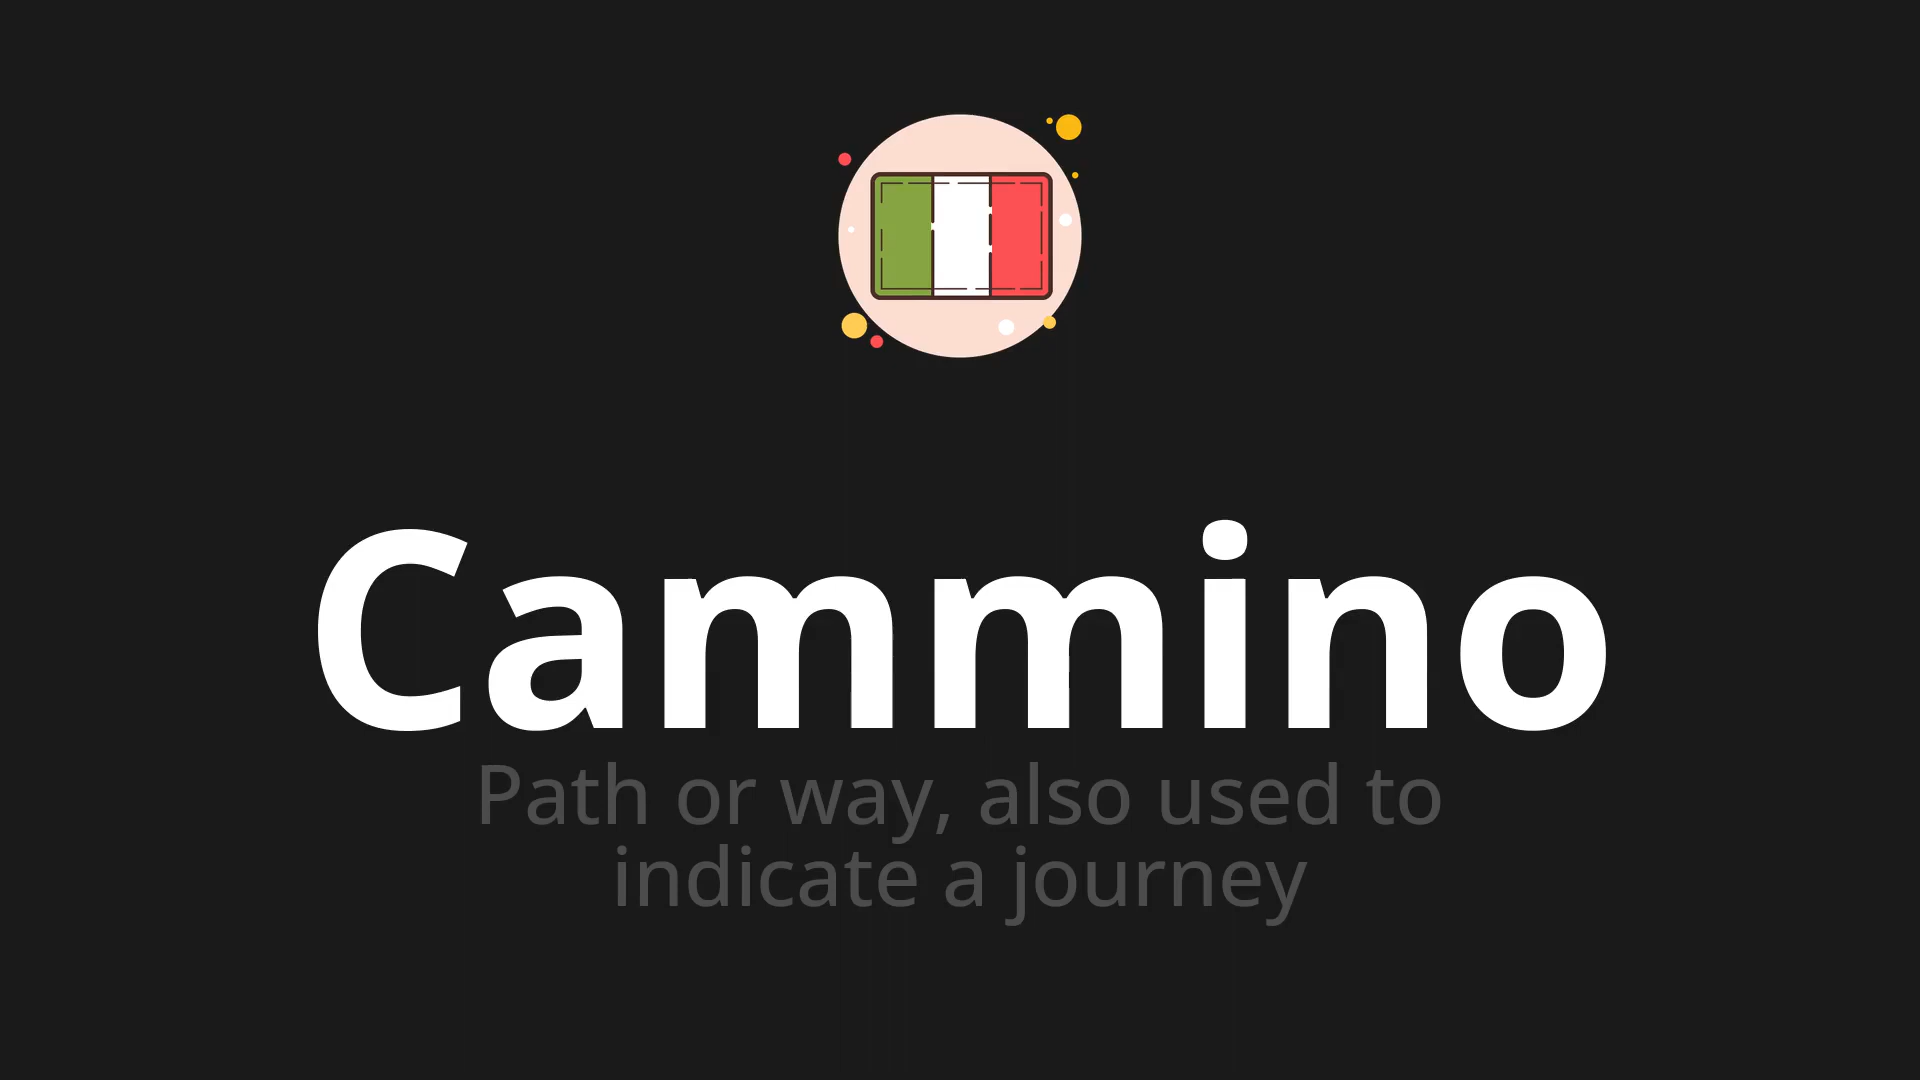 Cammino
Path or way, also used to
indicate a journey